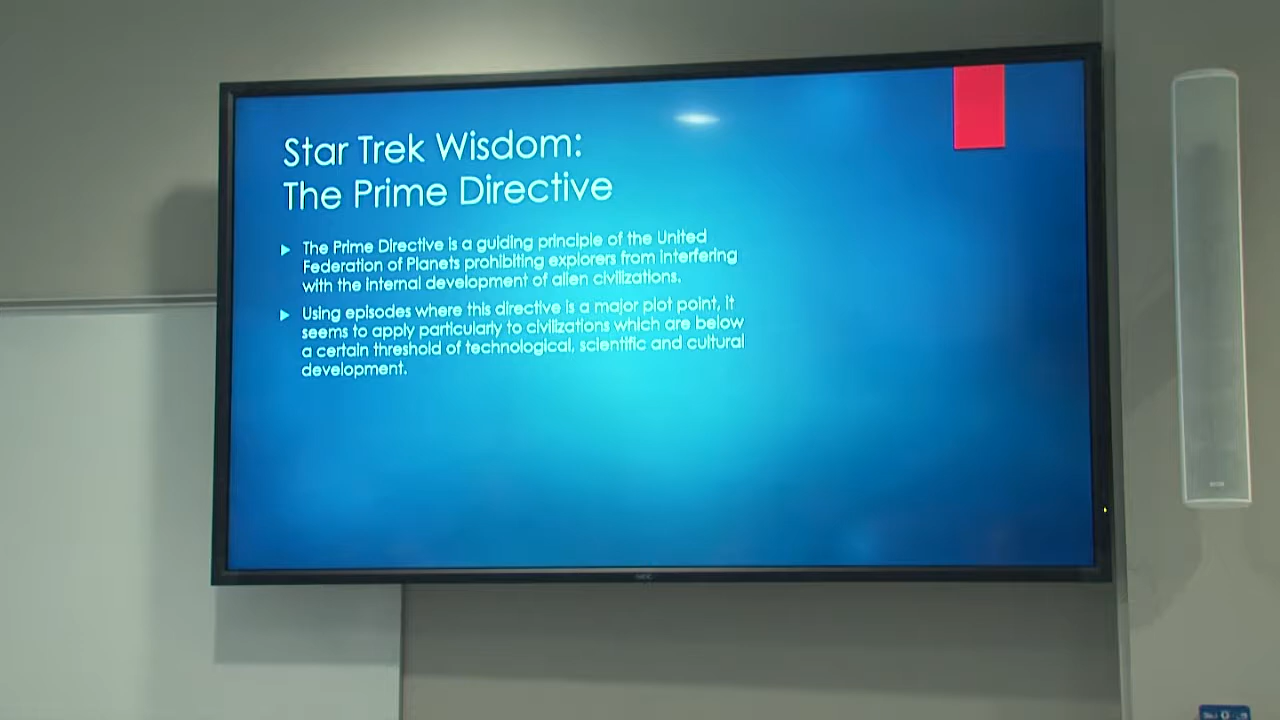 Star Trek Wisdom:
The Prime Directive
The Prime Directive is a guiding principle of the United
Federation of Planets prohibiting explorers from interfering
with the internal development of alien civilizations.
Using episodes where this directive is a major plot point, it
seems to apply particularly to civilizations which are below
a certain threshold of technological, scientific and cultural
development.
NEC